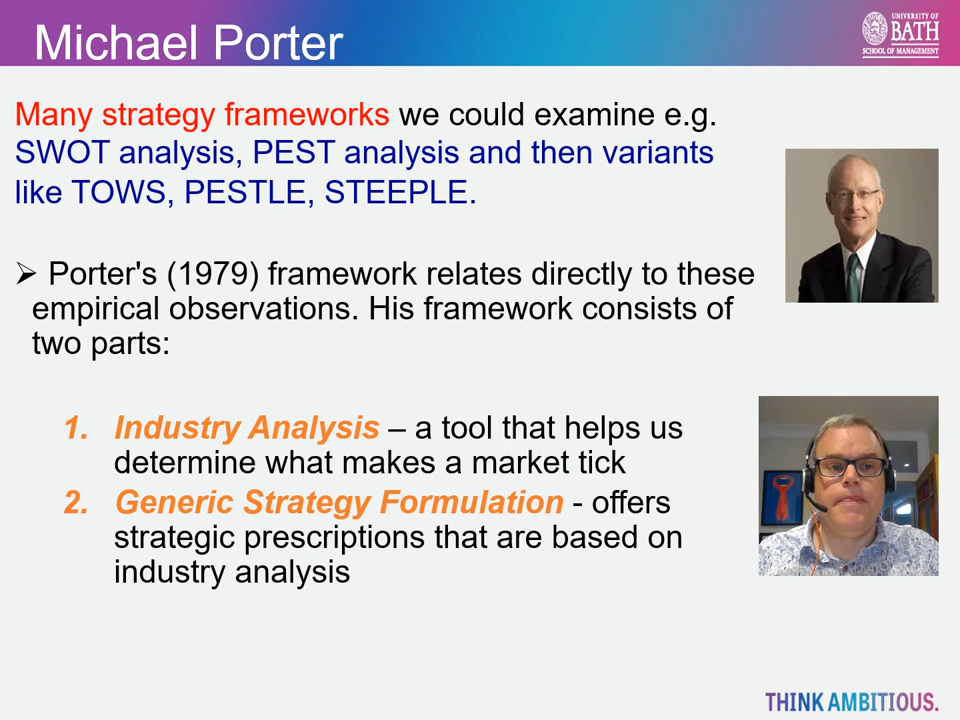 Michael Porter
UNIVERSITY OF
BATH
SCHOOL OF MANAGEMENT
Many strategy frameworks we could examine e.g.
SWOT analysis, PEST analysis and then variants
like TOWS, PESTLE, STEEPLE.
➢ Porter's (1979) framework relates directly to these
empirical observations. His framework consists of
two parts:
1. Industry Analysis – a tool that helps us
determine what makes a market tick
2. Generic Strategy Formulation - offers
strategic prescriptions that are based on
industry analysis
THINK AMBITIOUS.